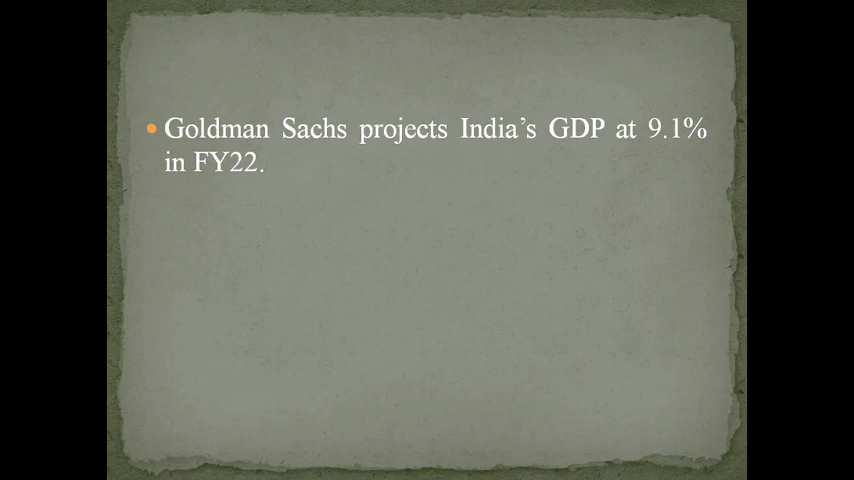 • Goldman Sachs projects India’s GDP at 9.1%
in FY22.